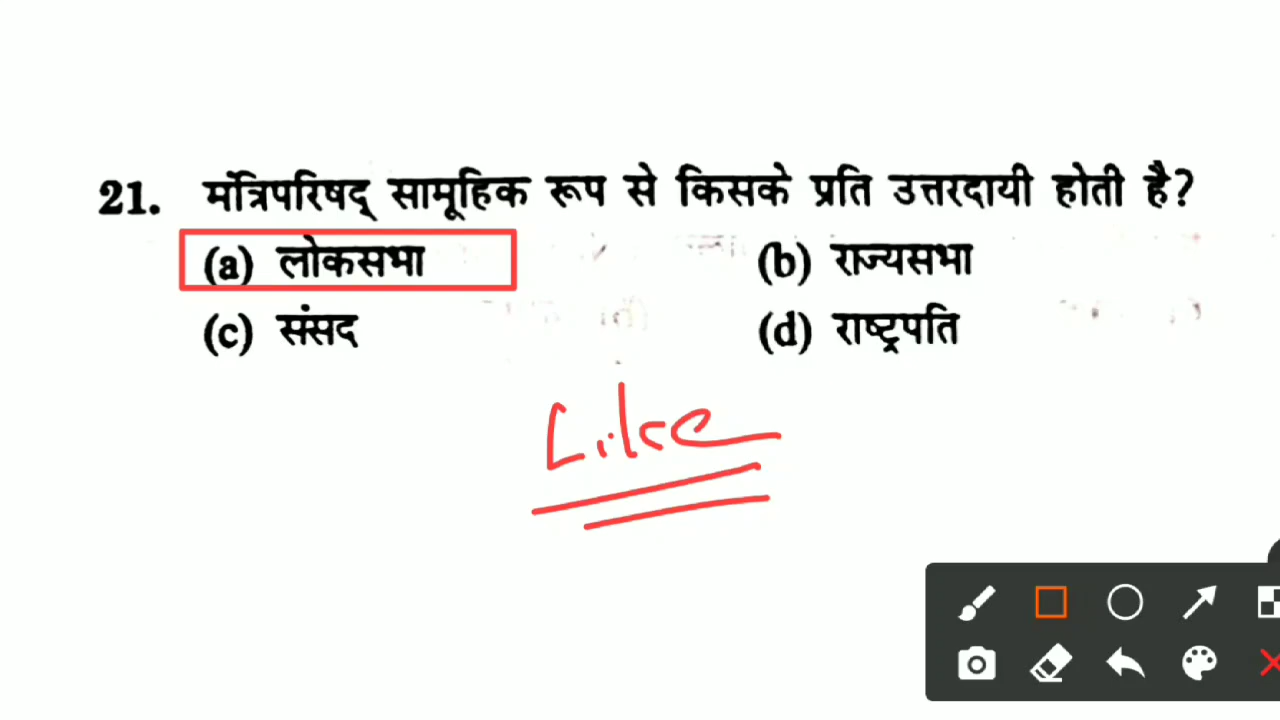 21. मंत्रिपरिषद् सामूहिक रूप से किसके प्रति उत्तरदायी होती है?
(a) लोकसभा (b) राज्यसभा
(c) संसद (d) राष्ट्रपति
Like